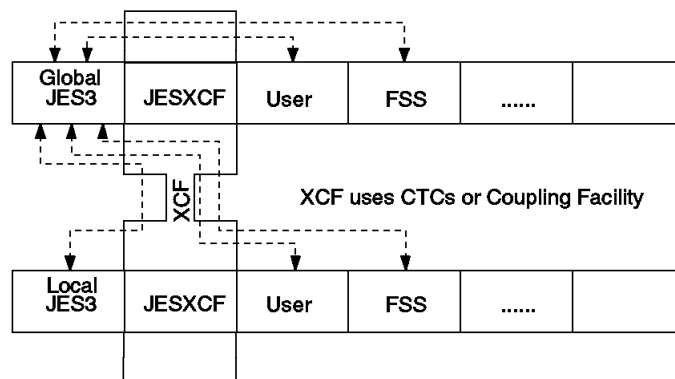 Global
JES3
JESXCF
User
FSS
......
XCF
XCF uses CTCs or Coupling Facility
Local
JES3
JESXCF
User
FSS
......